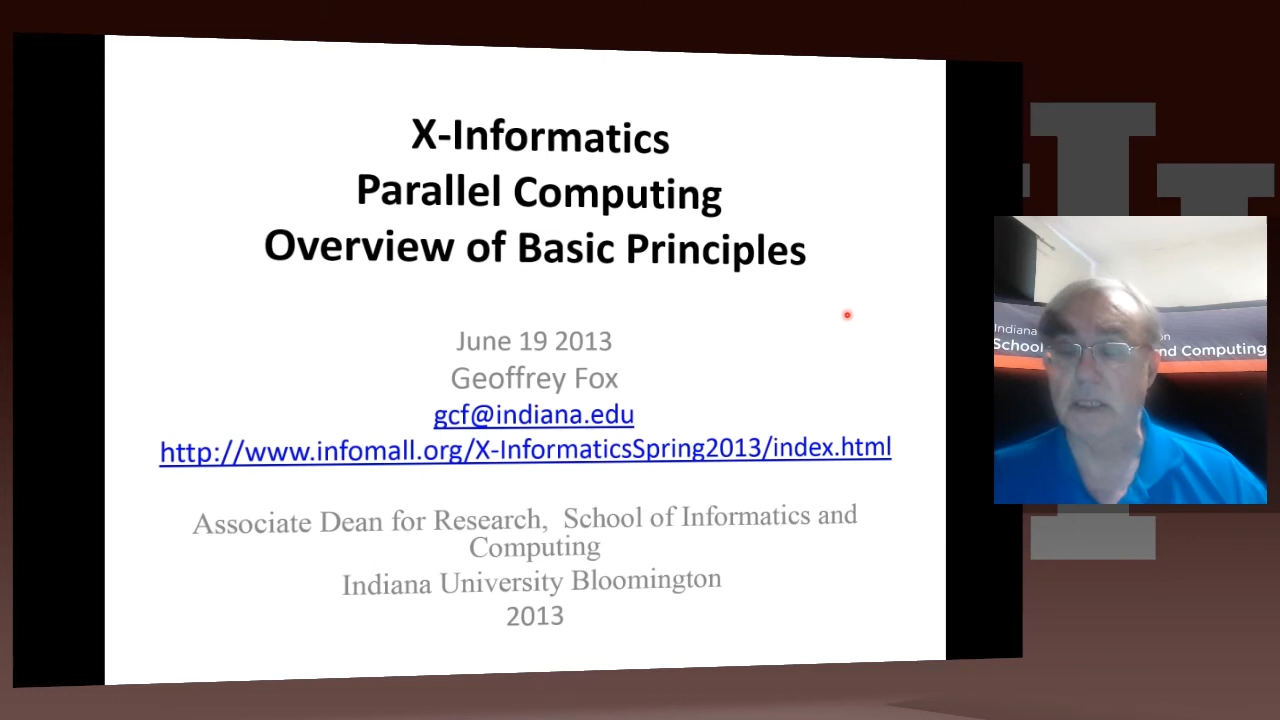 X-Informatics
Parallel Computing
Overview of Basic Principles
June 19 2013
Geoffrey Fox
gcf@indiana.edu
http://www.infomall.org/X-InformaticsSpring2013/index.html
Associate Dean for Research, School of Informatics and
Computing
Indiana University Bloomington
2013
Indiana on
School nd Computing